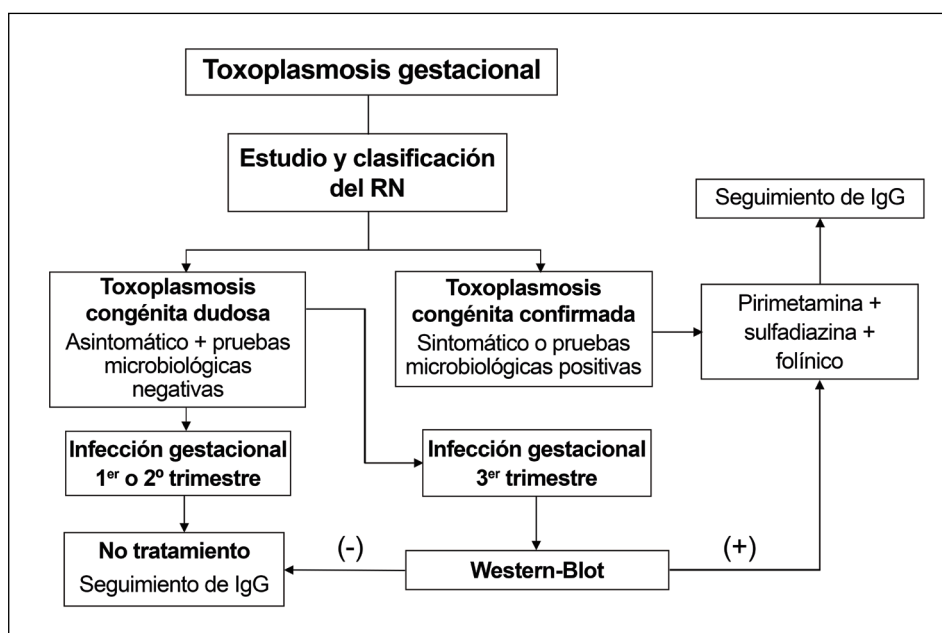 Toxoplasmosis gestacional
Estudio y clasificación
del RN
Seguimiento de IgG
Toxoplasmosis
congénita dudosa
Asintomático + pruebas
microbiológicas
negativas
Toxoplasmosis
congénita confirmada
Sintomático o pruebas
microbiológicas positivas
Pirimetamina +
sulfadiazina +
folínico
Infección gestacional
1er o 2º trimestre
Infección gestacional
3er trimestre
No tratamiento
Seguimiento de IgG
(-)
Western-Blot
(+)